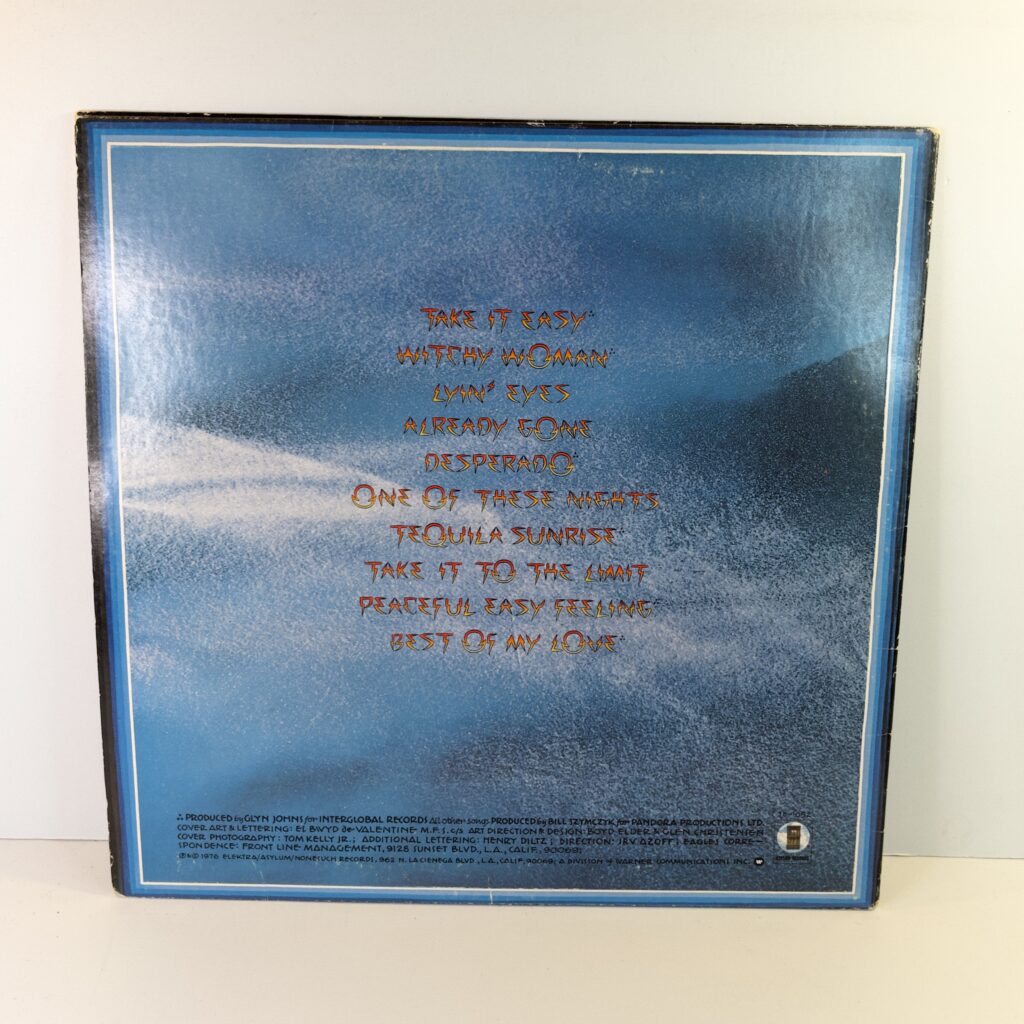 TAKE IT EASY∴
WITCHY WOMAN∴
LYIN' EYES
ALREADY GONE
DESPERADO∴
ONE OF THESE NIGHTS
TEQUILA SUNRISE∴
TAKE IT TO THE LIMIT
PEACEFUL EASY FEELING∴
BEST OF MY LOVE∴
∴ PRODUCED by GLYN JOHNS for INTERGLOBAL RECORDS All other songs PRODUCED by BILL SZYMCZYK for PANDORA PRODUCTIONS LTD.
COVER ART & LETTERING: EL BWYD de VALENTINE M.F.S. c/s ART DIRECTION & DESIGN: BOYD ELDER & GLEN CHRISTENSEN
COVER PHOTOGRAPHY: TOM KELLY JR.; ADDITIONAL LETTERING: HENRY DILTZ; DIRECTION: IRV AZOFF; EAGLES CORRE-
SPONDENCE: FRONT LINE MANAGEMENT, 9128 SUNSET BLVD., L.A., CALIF., 90069;
℗&© 1976 ELEKTRA/ASYLUM/NONESUCH RECORDS, 962 N. LA CIENEGA BLVD., L.A., CALIF. 90069; A DIVISION of WARNER COMMUNICATIONS INC.
ASYLUM RECORDS